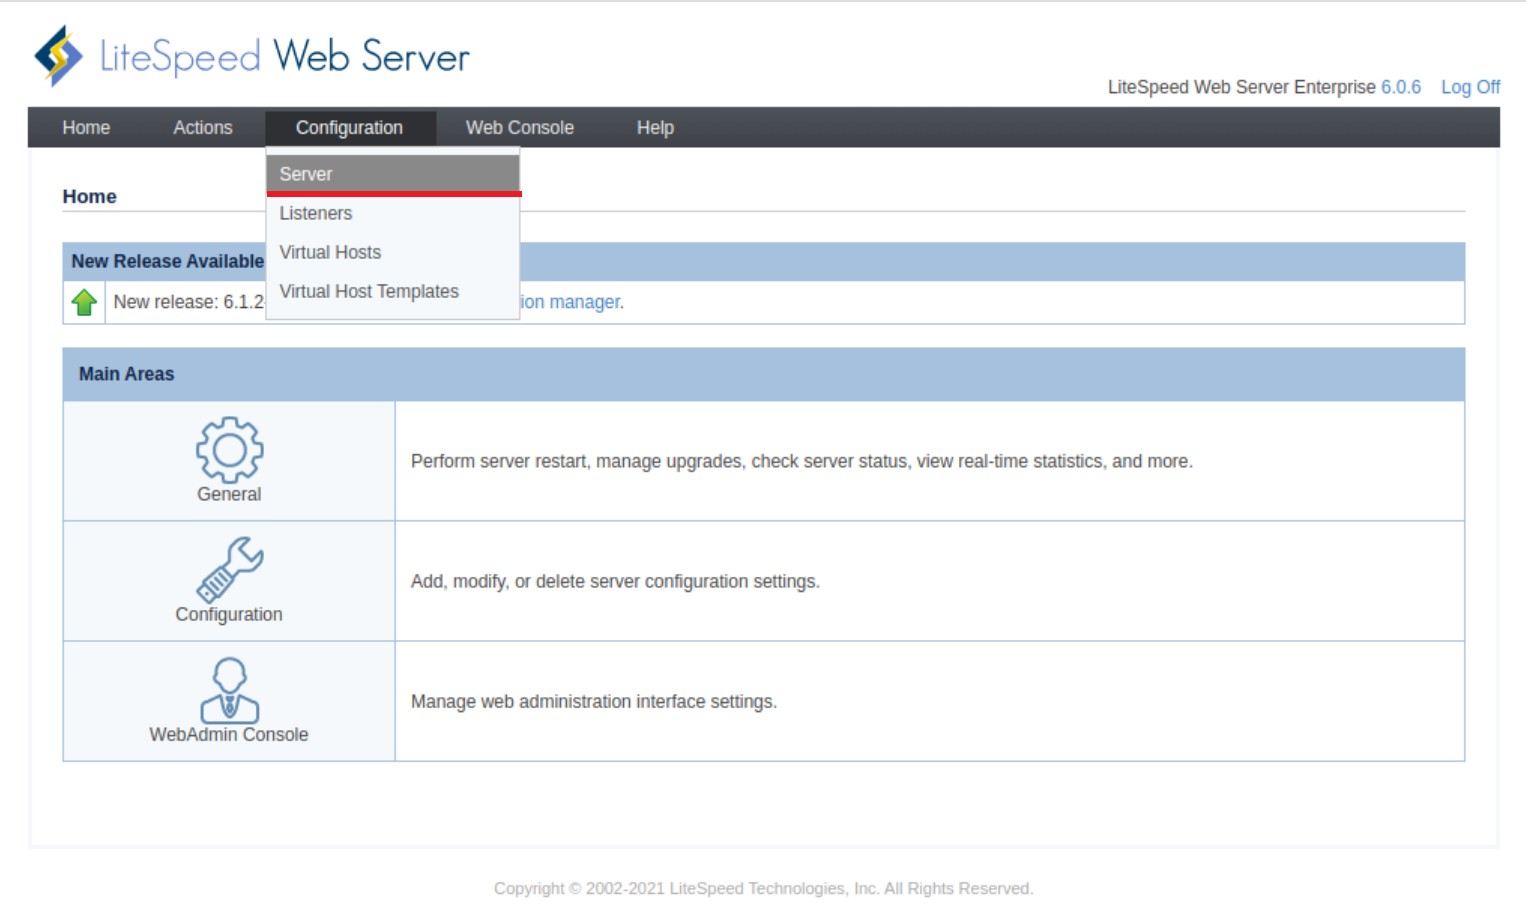 LiteSpeed Web Server
LiteSpeed Web Server Enterprise 6.0.6 Log Off
Home Actions Configuration Web Console Help
Server
Listeners
Virtual Hosts
Virtual Host Templates
Home
New Release Available
New release: 6.1.2 ion manager.
Main Areas
General
Perform server restart, manage upgrades, check server status, view real-time statistics, and more.
Configuration
Add, modify, or delete server configuration settings.
WebAdmin Console
Manage web administration interface settings.
Copyright © 2002-2021 LiteSpeed Technologies, Inc. All Rights Reserved.